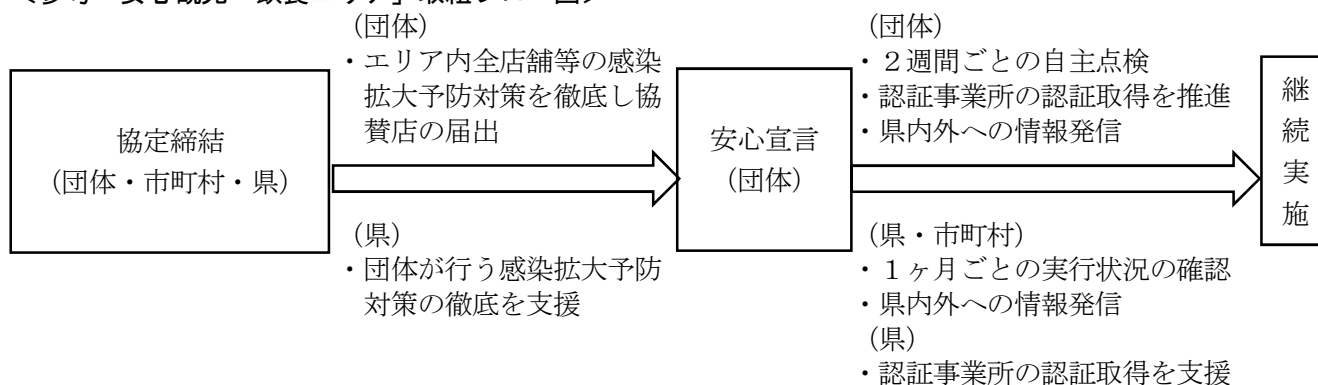 (団体)
・エリア内全店舗等の感染
拡大予防対策を徹底し協
賛店の届出
(団体)
・２週間ごとの自主点検
・認証事業所の認証取得を推進
・県内外への情報発信
協定締結
(団体・市町村・県)
安心宣言
(団体)
継
続
実
施
(県)
・団体が行う感染拡大予防
対策の徹底を支援
(県・市町村)
・１ヶ月ごとの実行状況の確認
・県内外への情報発信
(県)
・認証事業所の認証取得を支援